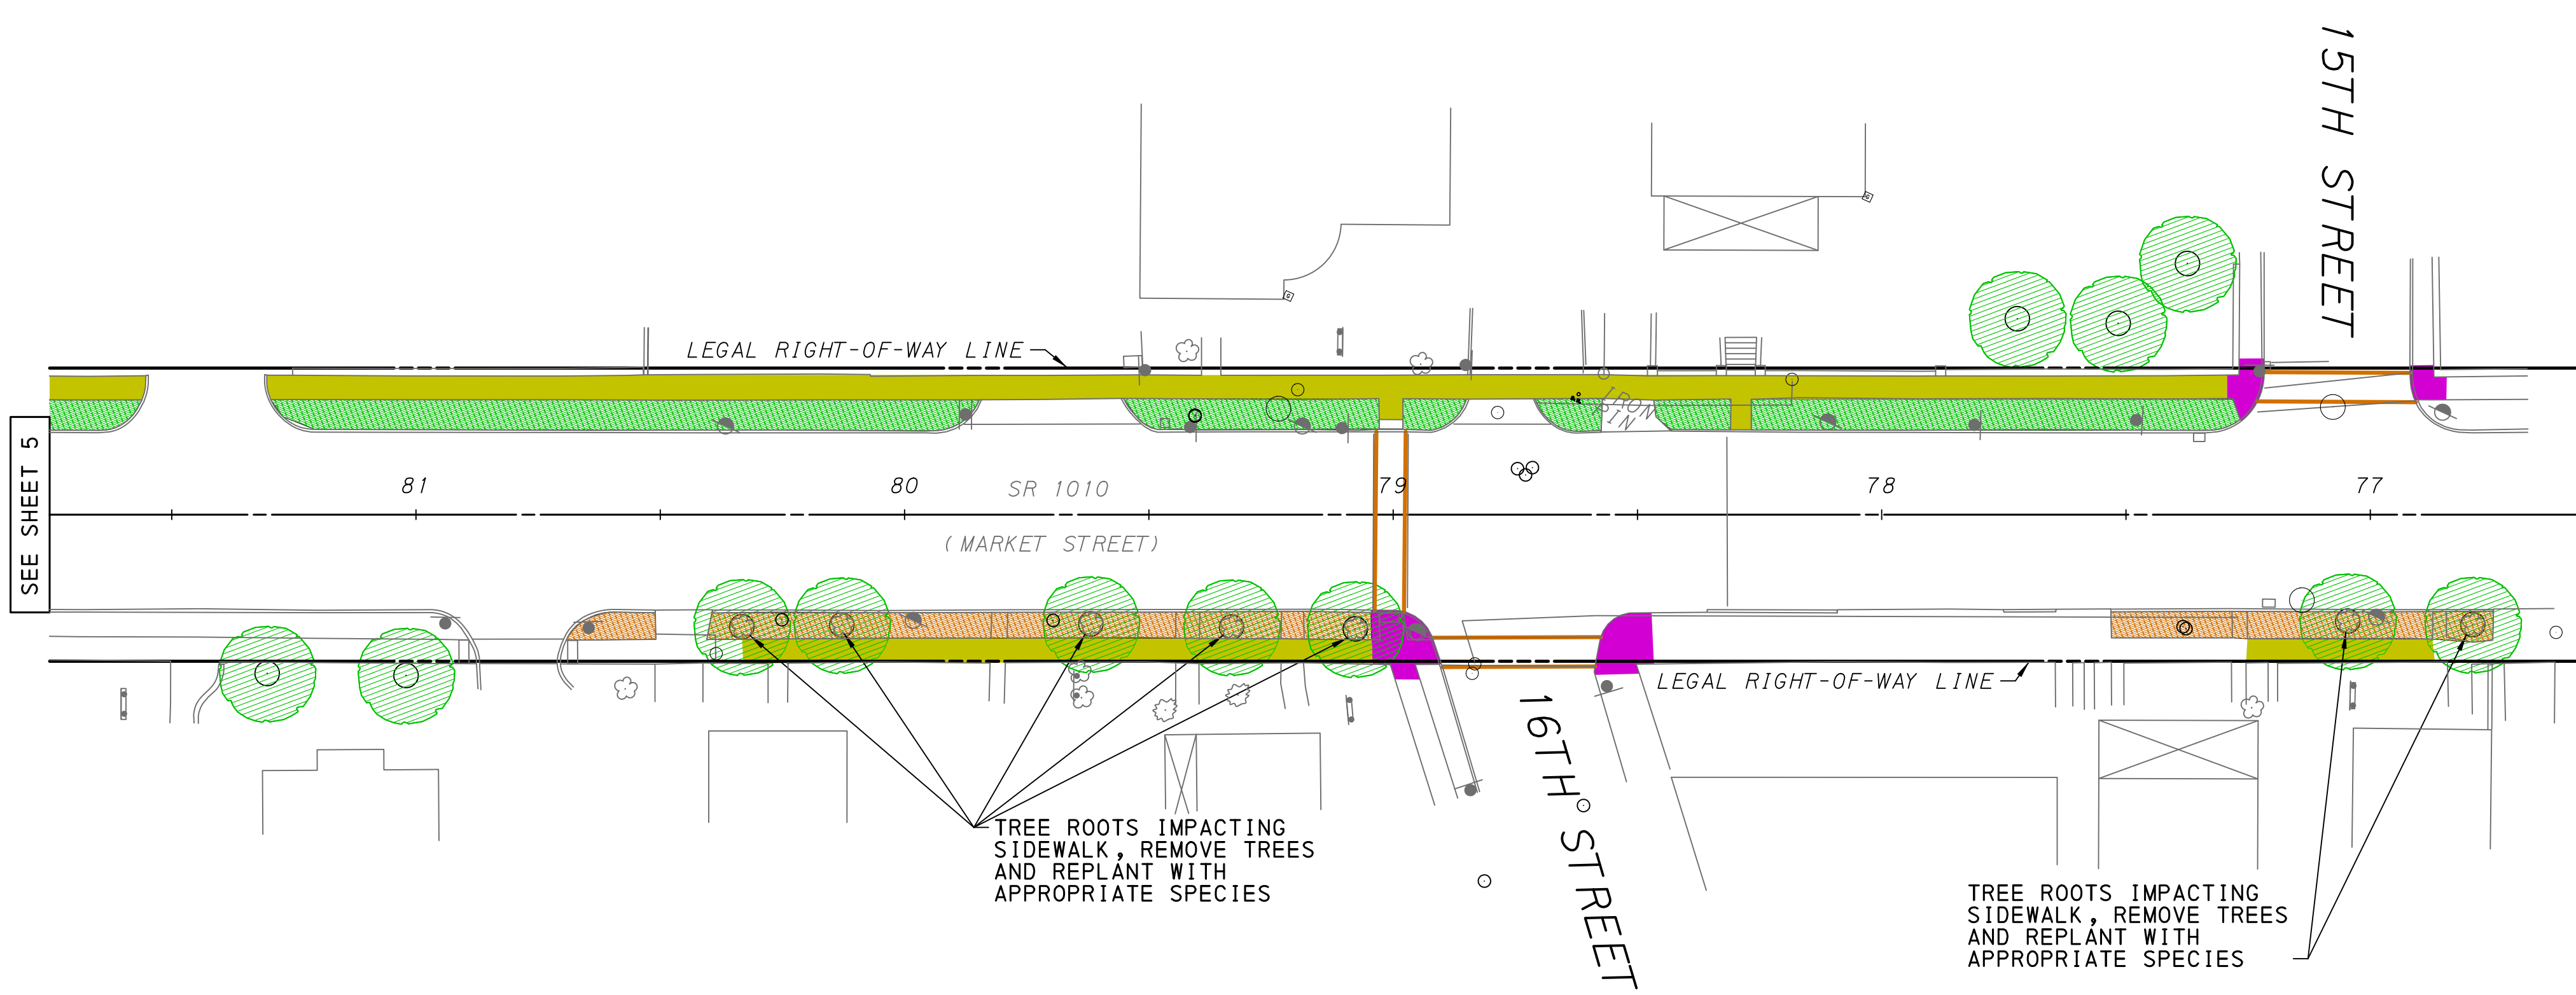 15TH STREET
LEGAL RIGHT-OF-WAY LINE
IRON
PIN
SEE SHEET 5
81
80
SR 1010
79
78
77
(MARKET STREET)
LEGAL RIGHT-OF-WAY LINE
16TH STREET
TREE ROOTS IMPACTING
SIDEWALK, REMOVE TREES
AND REPLANT WITH
APPROPRIATE SPECIES
TREE ROOTS IMPACTING
SIDEWALK, REMOVE TREES
AND REPLANT WITH
APPROPRIATE SPECIES